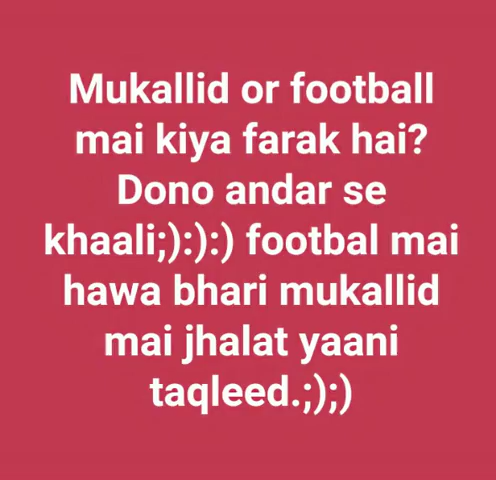 Mukallid or football
mai kiya farak hai?
Dono andar se
khaali;):):) footbal mai
hawa bhari mukallid
mai jhalat yaani
taqleed.;);)